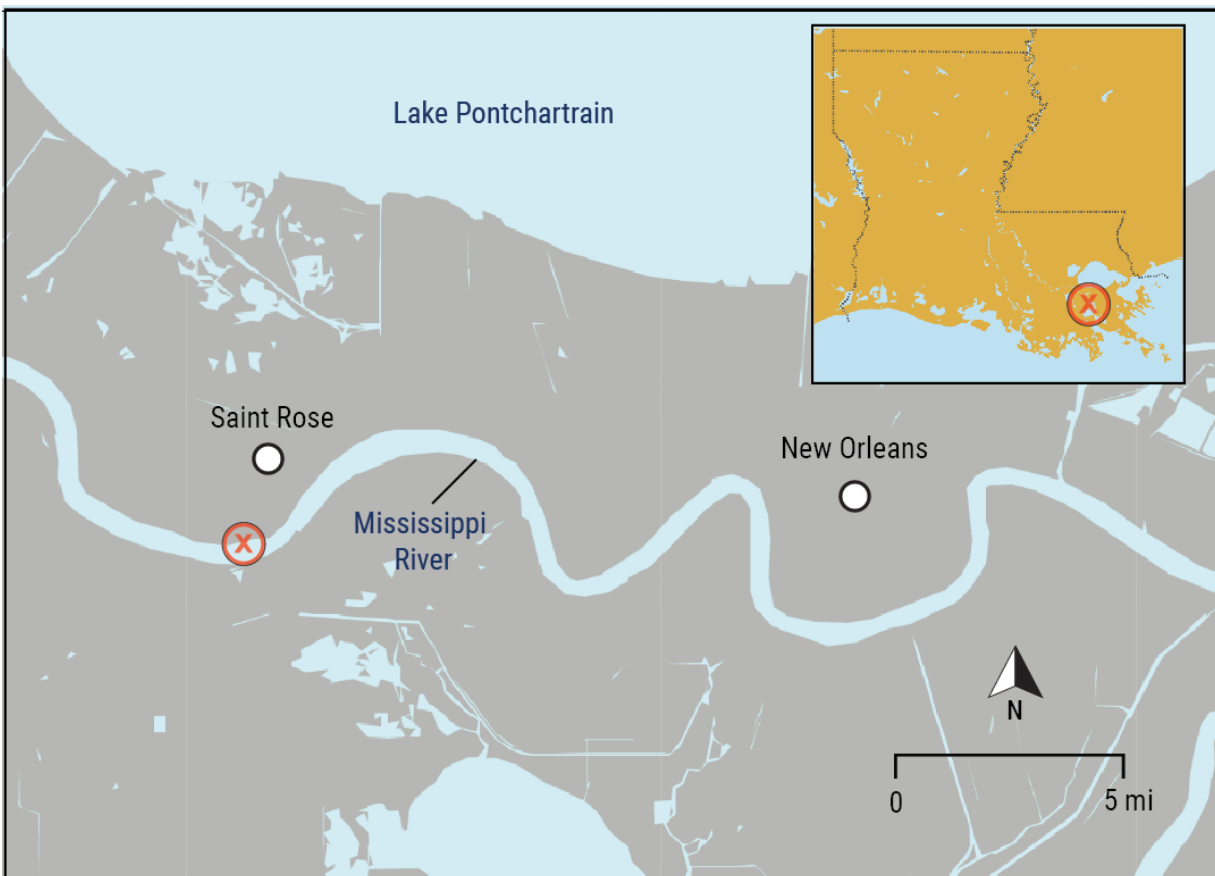 Lake Pontchartrain
X
Saint Rose
New Orleans
Mississippi
River
X
N
0 5 mi